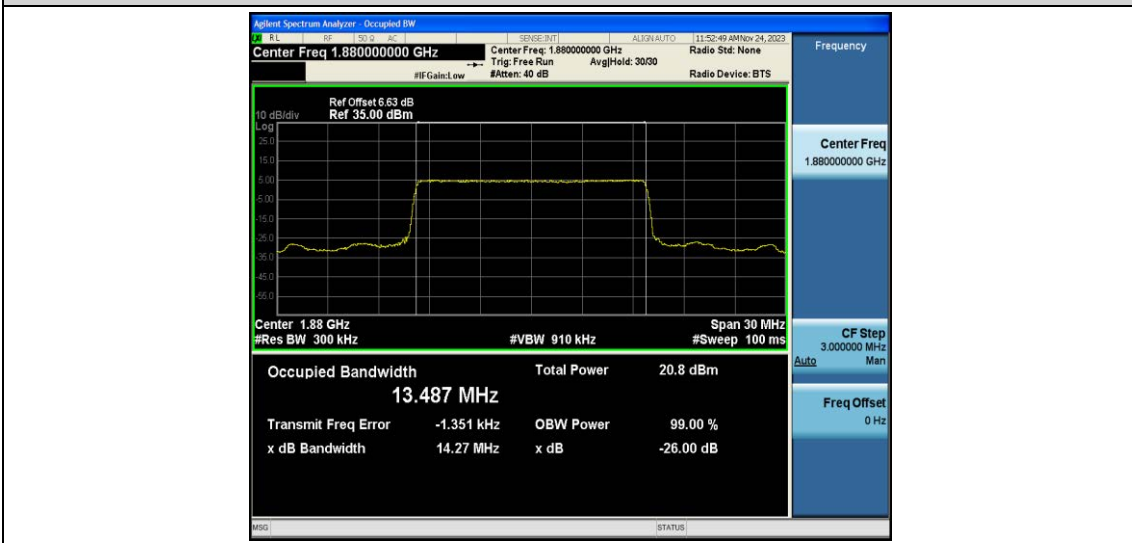 Agilent Spectrum Analyzer - Occupied BW
RL RF 50 Ω AC SENSE:INT ALIGN AUTO 11:52:49 AM Nov 24, 2023
Center Freq 1.880000000 GHz Center Freq: 1.880000000 GHz Radio Std: None Frequency
Trig: Free Run Avg|Hold: 30/30
#IFGain:Low #Atten: 40 dB Radio Device: BTS
Ref Offset 6.63 dB
10 dB/div Ref 35.00 dBm
Log
25.0
15.0
5.00
-5.00
-15.0
-25.0
-35.0
-45.0
-55.0
Center Freq
1.880000000 GHz
Center 1.88 GHz Span 30 MHz
#Res BW 300 kHz #VBW 910 kHz #Sweep 100 ms
CF Step
3.000000 MHz
Auto Man
Occupied Bandwidth Total Power 20.8 dBm
13.487 MHz
Transmit Freq Error -1.351 kHz OBW Power 99.00 %
x dB Bandwidth 14.27 MHz x dB -26.00 dB
Freq Offset
0 Hz
MSG STATUS